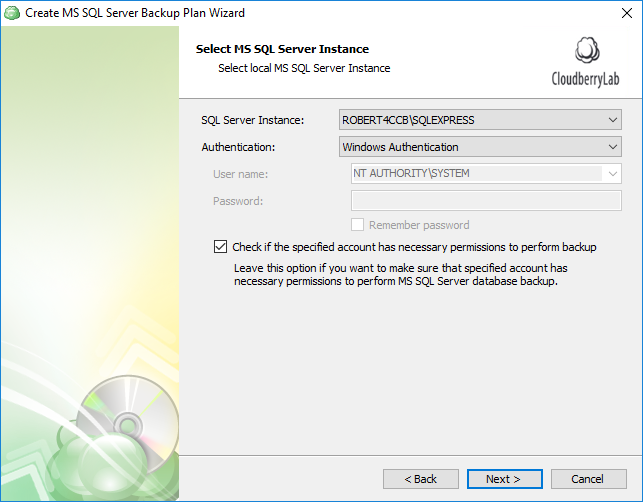 Create MS SQL Server Backup Plan Wizard
Select MS SQL Server Instance
Select local MS SQL Server Instance
CloudberryLab
SQL Server Instance: ROBERT4CCB\SQLEXPRESS
Authentication: Windows Authentication
User name: NT AUTHORITY\SYSTEM
Password:
Remember password
Check if the specified account has necessary permissions to perform backup
Leave this option if you want to make sure that specified account has
necessary permissions to perform MS SQL Server database backup.
< Back Next > Cancel